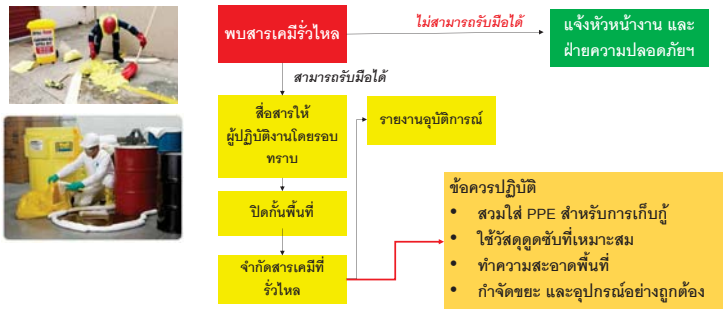 พบสารเคมีรั่วไหล
ไม่สามารถรับมือได้
แจ้งหัวหน้างาน และ
ฝ่ายความปลอดภัยฯ
สามารถรับมือได้
สื่อสารให้
ผู้ปฏิบัติงานโดยรอบ
ทราบ
รายงานอุบัติการณ์
ปิดกั้นพื้นที่
จำกัดสารเคมีที่
รั่วไหล
ข้อควรปฏิบัติ
• สวมใส่ PPE สำหรับการเก็บกู้
• ใช้วัสดุดูดซับที่เหมาะสม
• ทำความสะอาดพื้นที่
• กำจัดขยะ และอุปกรณ์อย่างถูกต้อง